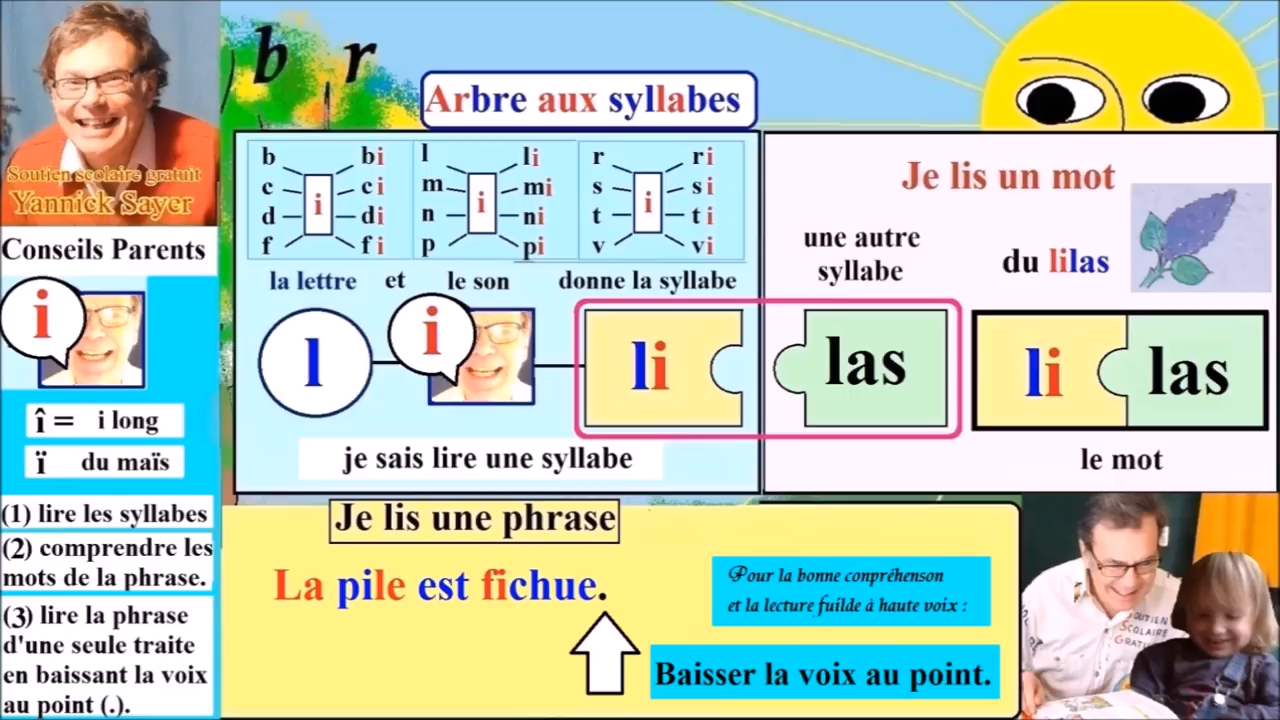 b r
Arbre aux syllabes
Soutien scolaire gratuit
Yannick Sayer
Conseils Parents
i
î = i long
ï du maïs
(1) lire les syllabes
(2) comprendre les
mots de la phrase.
(3) lire la phrase
d'une seule traite
en baissant la voix
au point (.).
b bi
c ci
i
d di
f fi
l li
m mi
i
n ni
p pi
r ri
s si
i
t ti
v vi
la lettre et le son donne la syllabe
l i li
je sais lire une syllabe
Je lis un mot
une autre
syllabe
du lilas
las
li las
le mot
Je lis une phrase
La pile est fichue.
Pour la bonne conpréhenson
et la lecture fuilde à haute voix :
Baisser la voix au point.
SOUTIEN
SCOLAIRE
GRATU